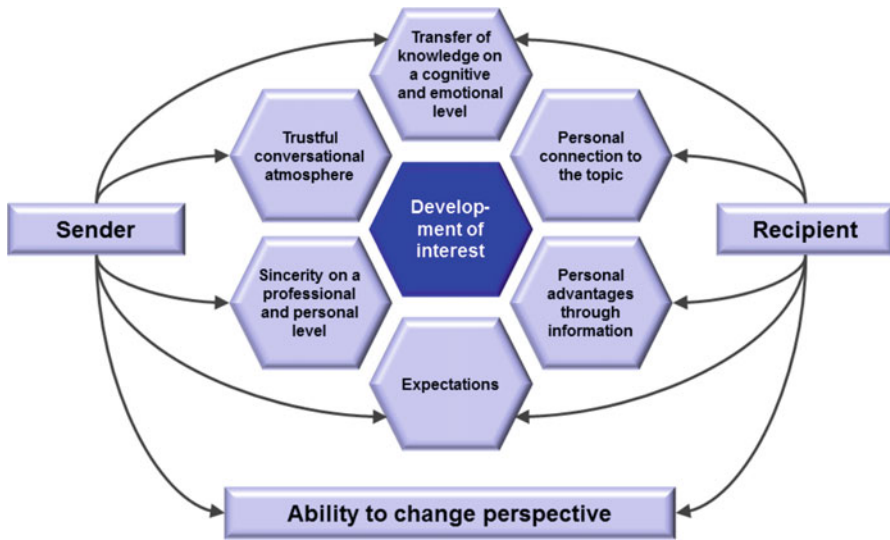 Transfer of
knowledge on
a cognitive
and emotional
level
Trustful
conversational
atmosphere
Personal
connection to
the topic
Develop-
ment of
interest
Sender
Recipient
Sincerity on a
professional
and personal
level
Personal
advantages
through
information
Expectations
Ability to change perspective